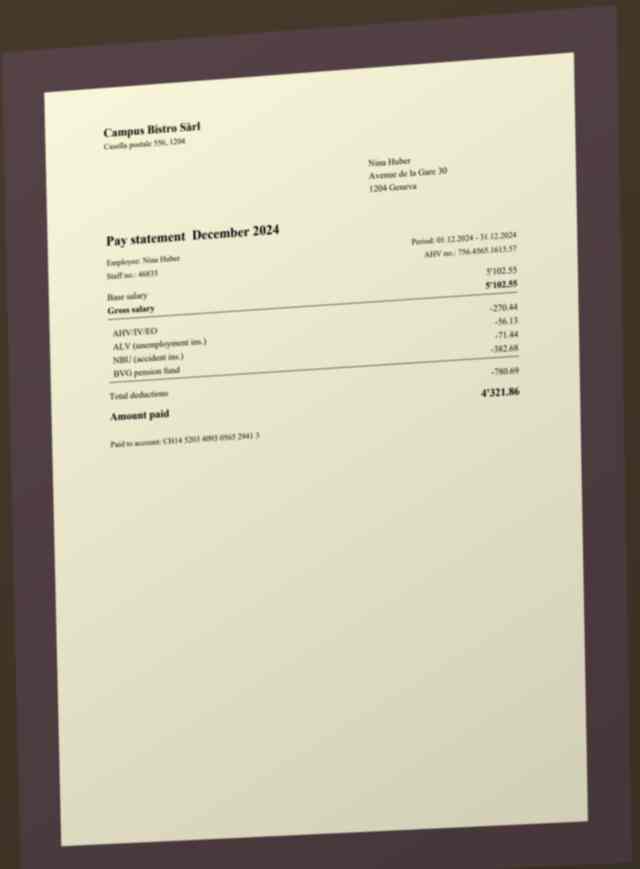 Campus Bistro Sàrl
Casella postale 556, 1204
Nina Huber
Avenue de la Gare 30
1204 Geneva
Pay statement December 2024
Employee: Nina Huber
Period: 01.12.2024 - 31.12.2024
Staff no.: 46835
AHV no.: 756.4565.1615.57
Base salary 5'102.55
Gross salary 5'102.55
AHV/IV/EO -270.44
ALV (unemployment ins.) -56.13
NBU (accident ins.) -71.44
BVG pension fund -382.68
Total deductions -780.69
Amount paid 4'321.86
Paid to account: CH14 5203 4093 0565 2941 3